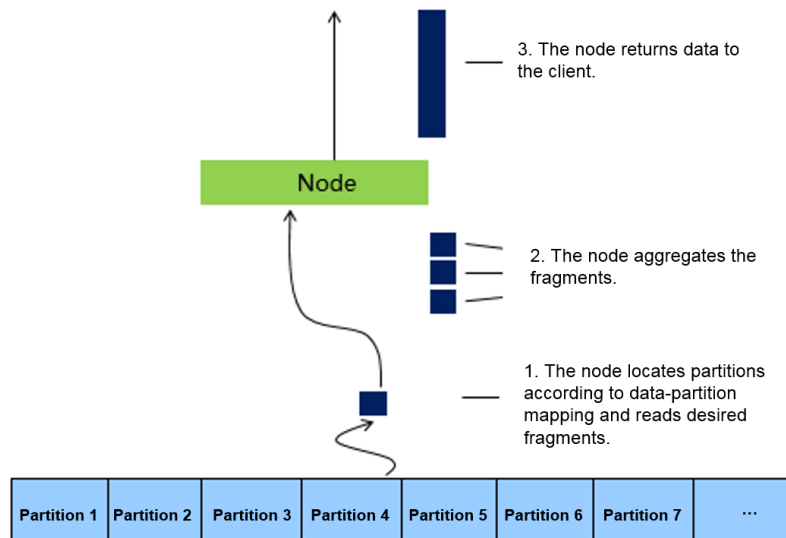 3. The node returns data to
the client.
Node
2. The node aggregates the
fragments.
1. The node locates partitions
according to data-partition
mapping and reads desired
fragments.
Partition 1 Partition 2 Partition 3 Partition 4 Partition 5 Partition 6 Partition 7 ...